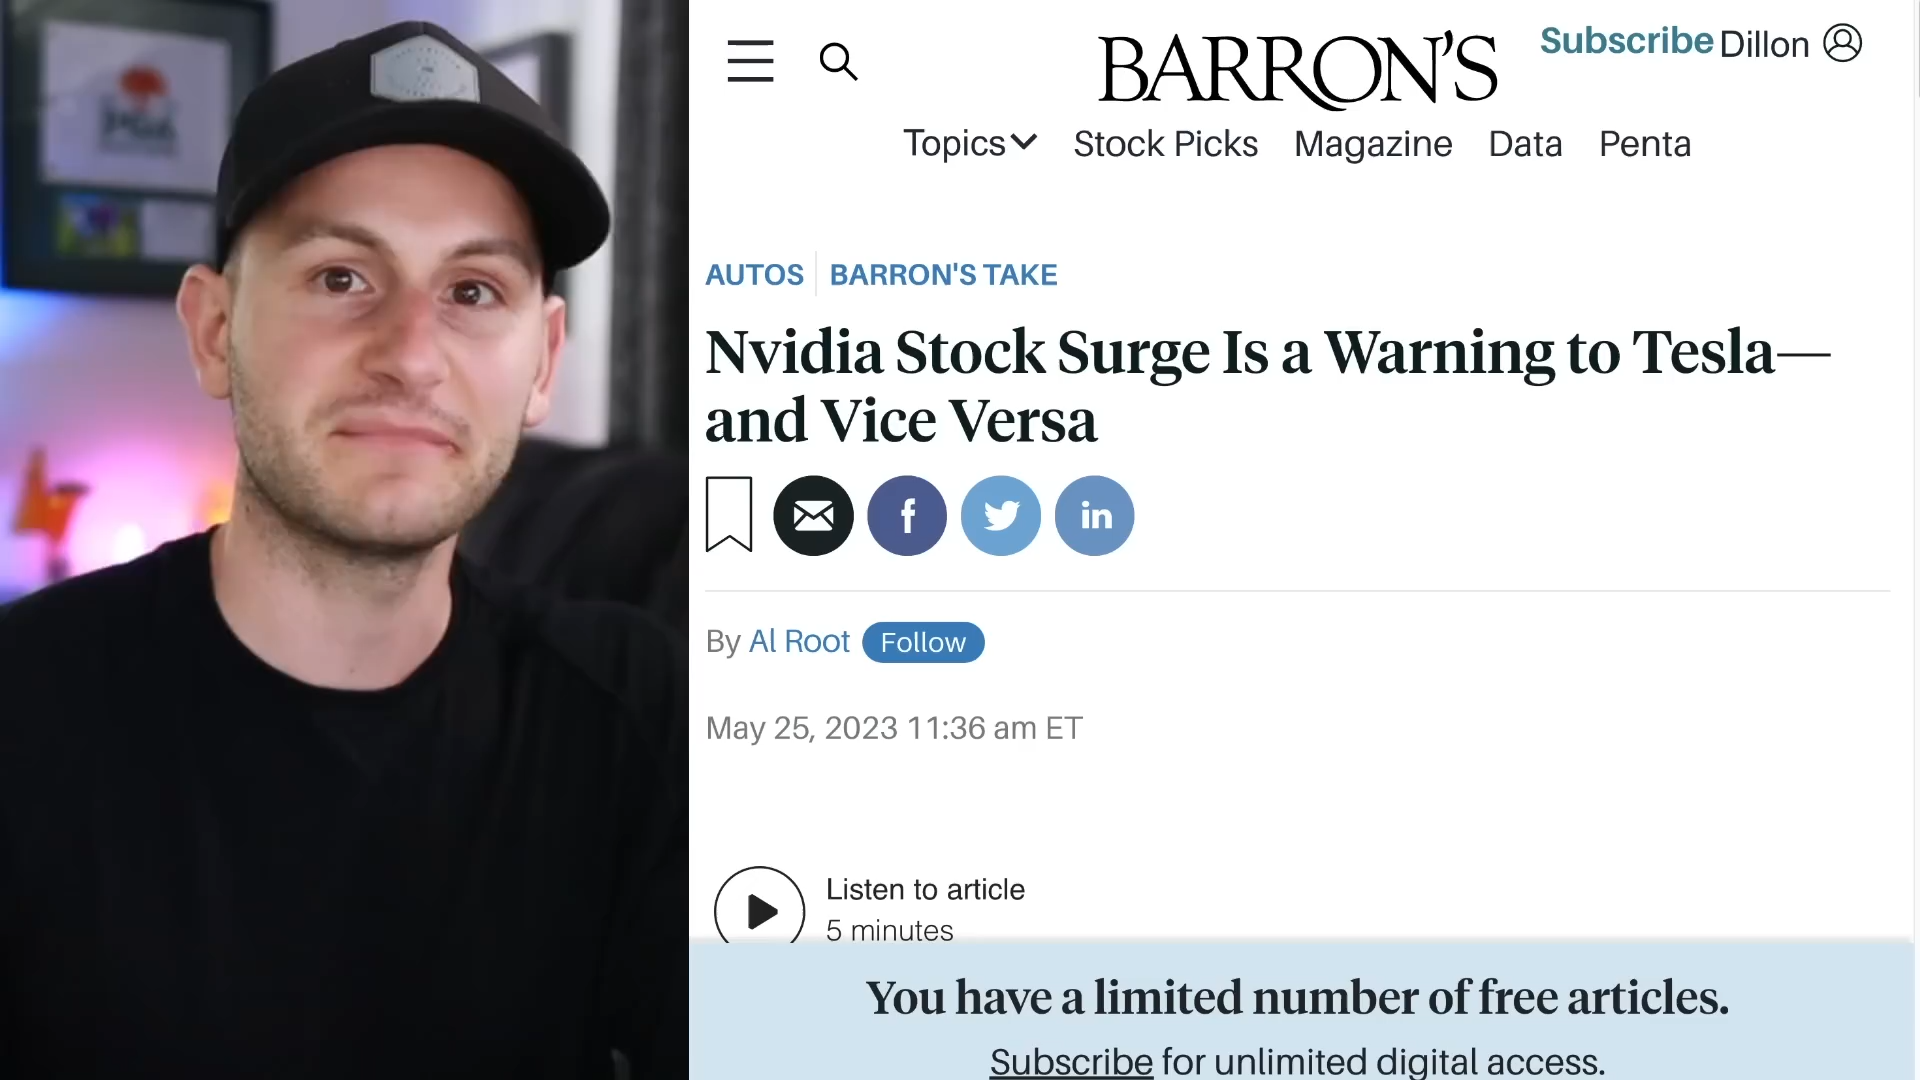 PGA
BARRON'S
Subscribe Dillon
Topics Stock Picks Magazine Data Penta
AUTOS BARRON'S TAKE
Nvidia Stock Surge Is a Warning to Tesla—
and Vice Versa
f in
By Al Root Follow
May 25, 2023 11:36 am ET
Listen to article
5 minutes
You have a limited number of free articles.
Subscribe for unlimited digital access.